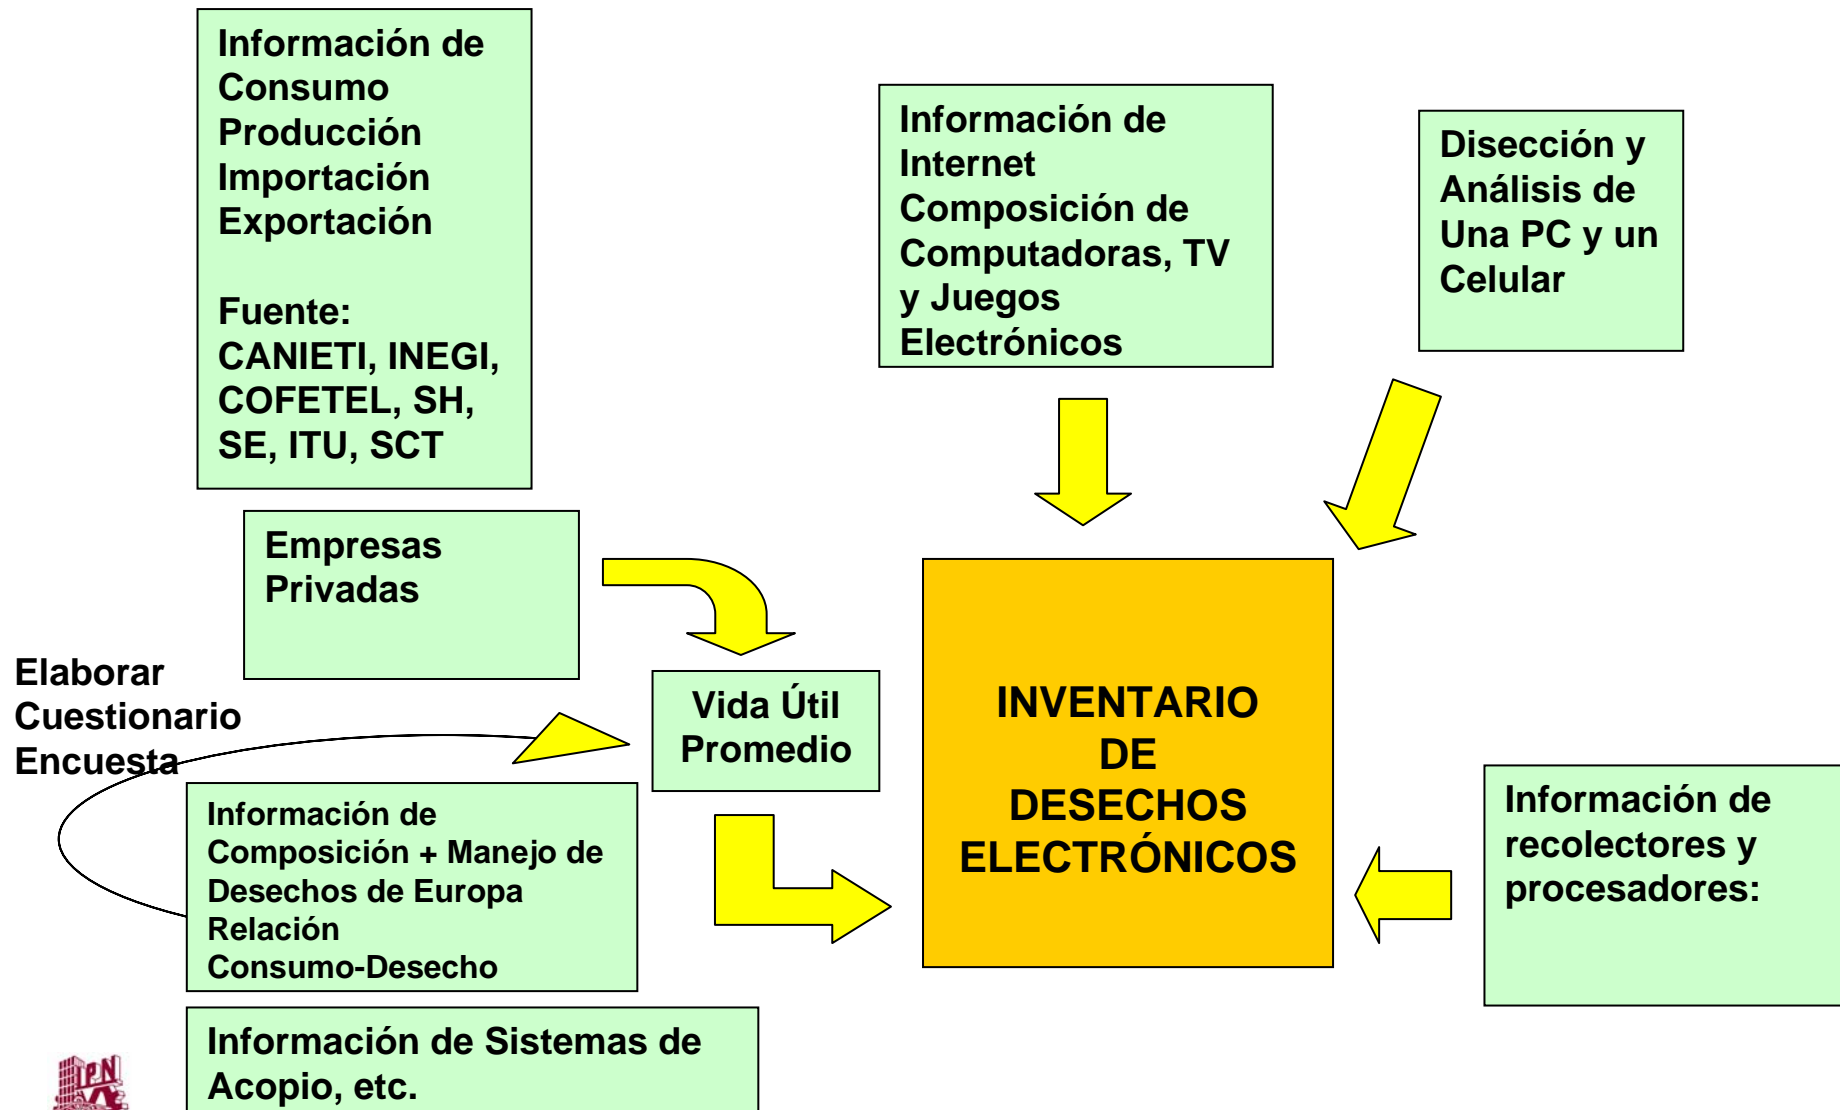 Información de
Consumo
Producción
Importación
Exportación
Fuente:
CANIETI, INEGI,
COFETEL, SH,
SE, ITU, SCT
Información de
Internet
Composición de
Computadoras, TV
y Juegos
Electrónicos
Disección y
Análisis de
Una PC y un
Celular
Empresas
Privadas
Elaborar
Cuestionario
Encuesta
Vida Útil
Promedio
INVENTARIO
DE
DESECHOS
ELECTRÓNICOS
Información de
recolectores y
procesadores:
Información de
Composición + Manejo de
Desechos de Europa
Relación
Consumo-Desecho
Información de Sistemas de
Acopio, etc.
IPN